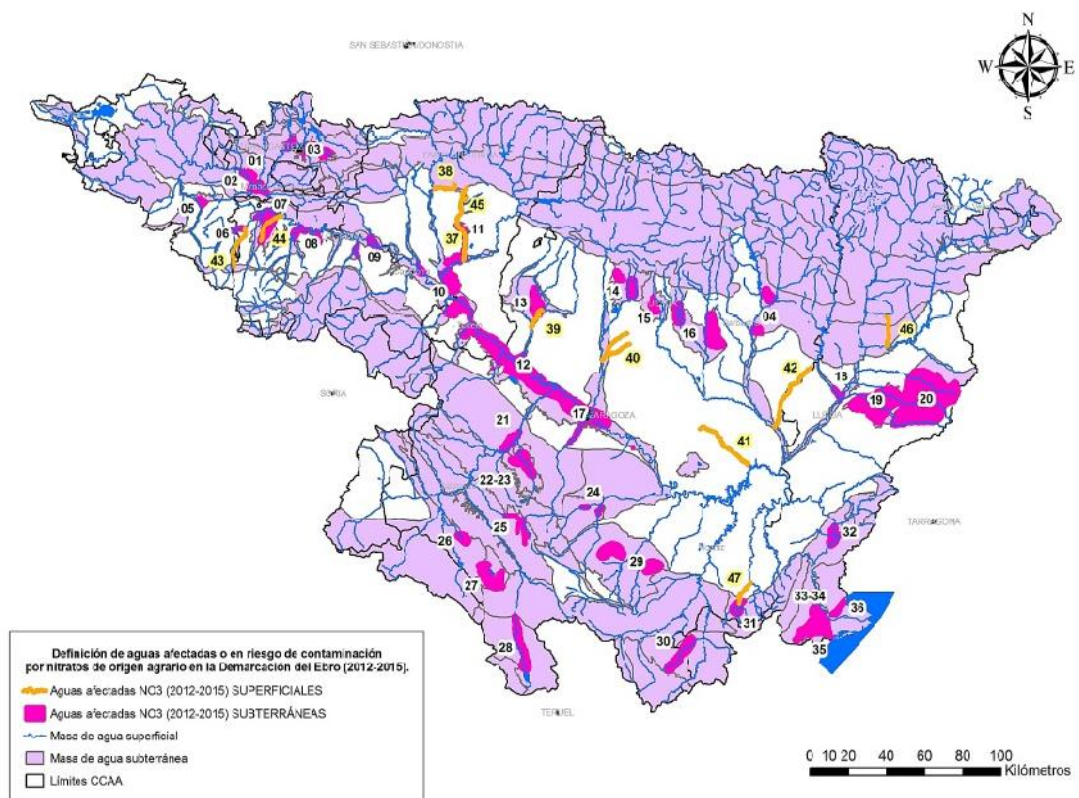 N
W
E
S
SAN SEBASTIÁN/DONOSTIA
01
03
02
05
07
06
44
08
43
09
38
45
37
11
10
13
39
14
15
16
04
40
42
46
18
19
20
12
17
ZARAGOZA
41
SORIA
21
22-23
24
25
26
27
28
29
47
31
30
32
TARRAGONA
33-34
36
35
TERUEL
Definición de aguas afectadas o en riesgo de contaminación
por nitratos de origen agrario en la Demarcación del Ebro (2012-2015).
Aguas afectadas NO3 (2012-2015) SUPERFICIALES
Aguas afectadas NO3 (2012-2015) SUBTERRÁNEAS
Masa de agua superficial
Masa de agua subterránea
Límites CCAA
0 10 20 40 60 80 100
Kilómetros